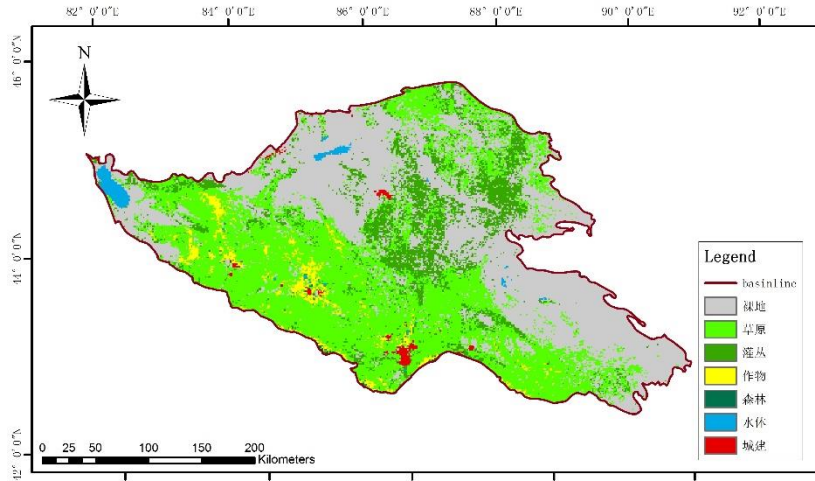 82° 0'0"E 84° 0'0"E 86° 0'0"E 88° 0'0"E 90° 0'0"E 92° 0'0"E
46° 0'0"N
N
44° 0'0"N
42° 0'0"N
Legend
basinline
裸地
草原
灌丛
作物
森林
水体
城建
0 25 50 100 150 200
Kilometers